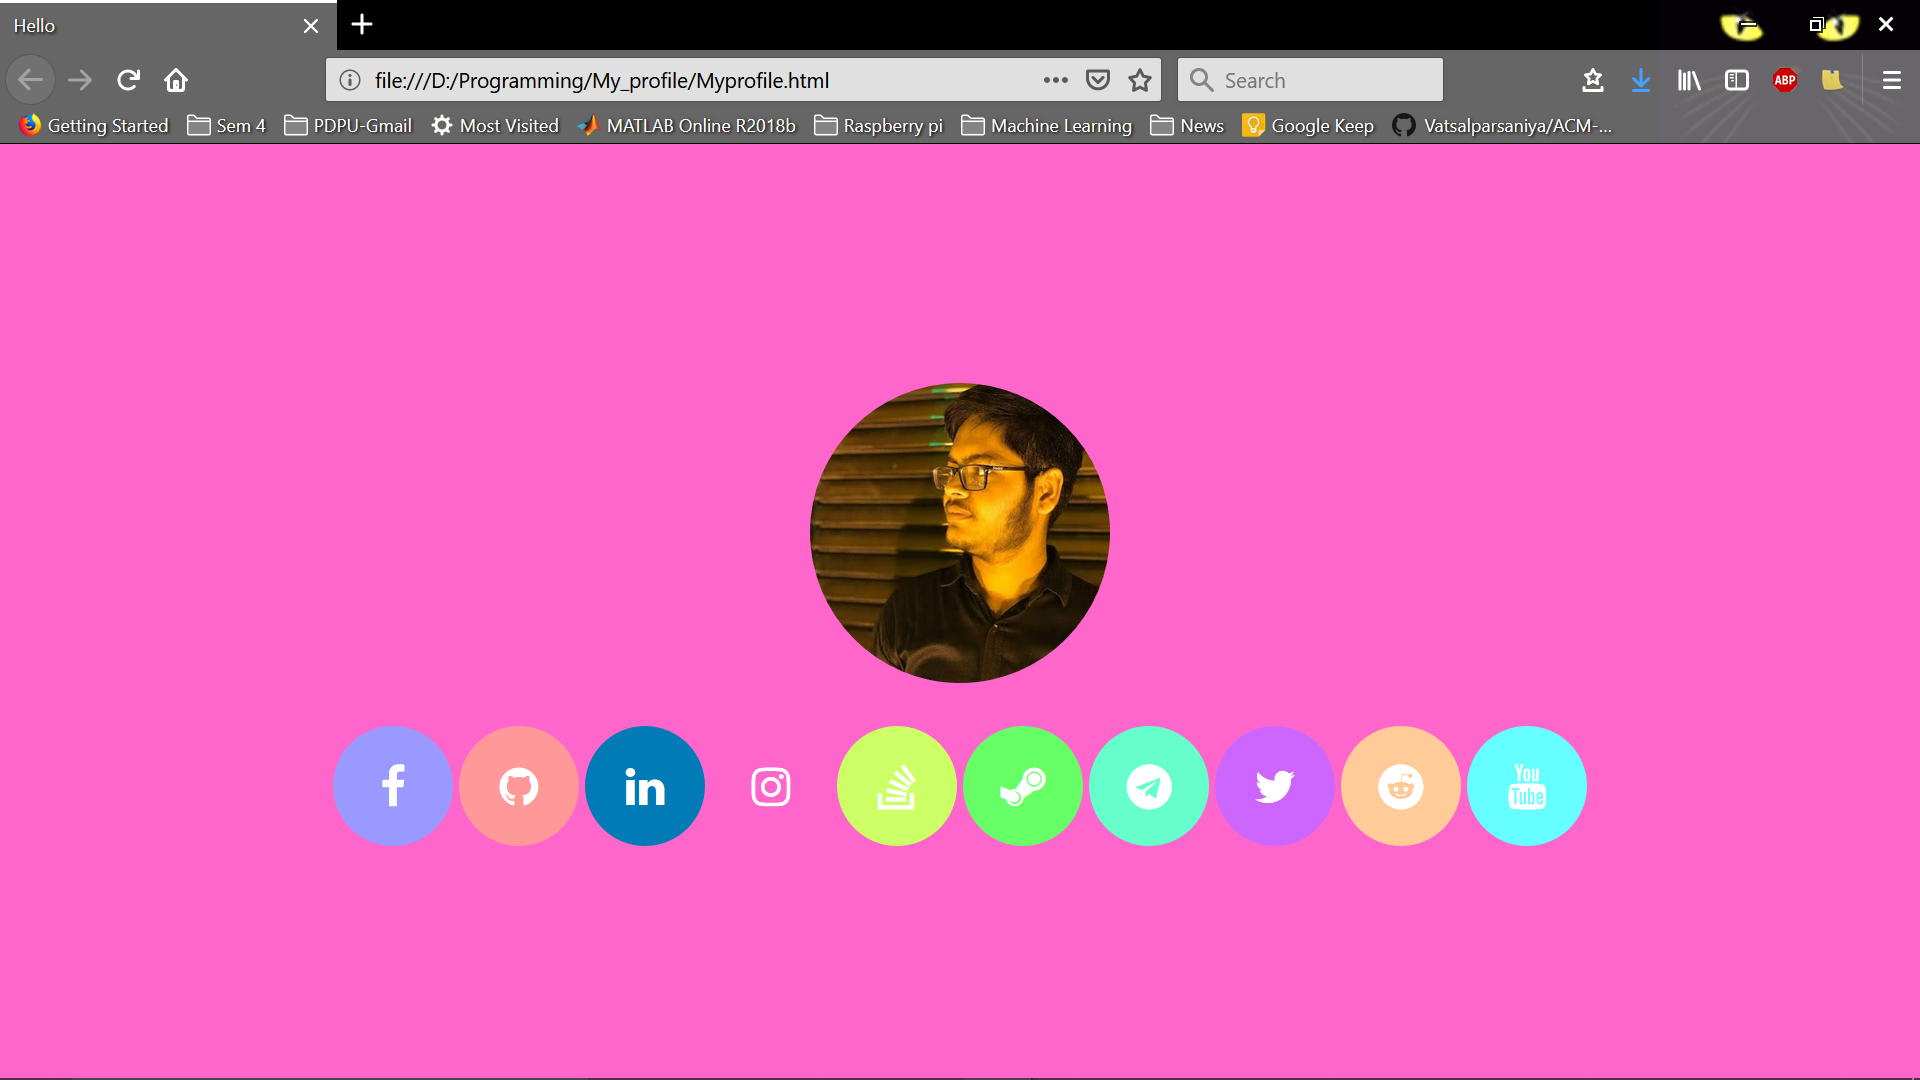 Hello
file:///D:/Programming/My_profile/Myprofile.html
Search
ABP
Getting Started Sem 4 PDPU-Gmail Most Visited MATLAB Online R2018b Raspberry pi Machine Learning News Google Keep Vatsalparsaniya/ACM-...
You
Tube